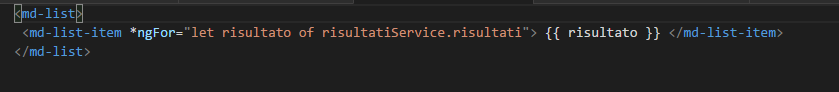 <md-list>
<md-list-item *ngFor="let risultato of risultatiService.risultati"> {{ risultato }} </md-list-item>
</md-list>